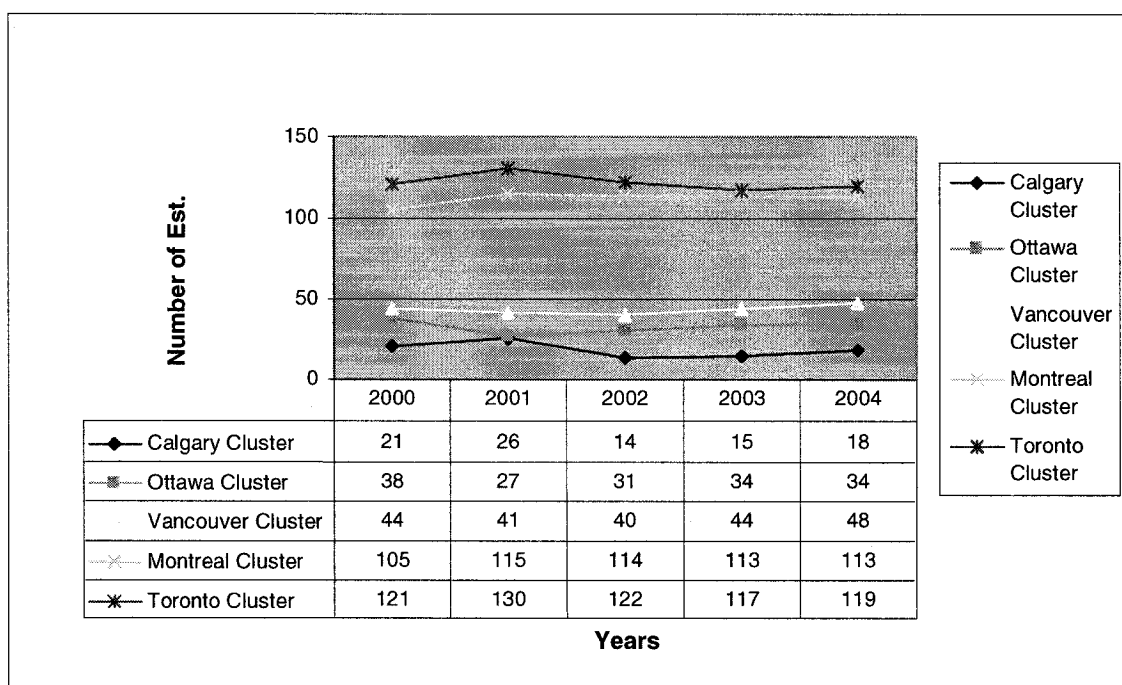 150
100
50
0
Number of Est.
2000 2001 2002 2003 2004
Calgary Cluster 21 26 14 15 18
Ottawa Cluster 38 27 31 34 34
Vancouver Cluster 44 41 40 44 48
Montreal Cluster 105 115 114 113 113
Toronto Cluster 121 130 122 117 119
Years
Calgary
Cluster
Ottawa
Cluster
Vancouver
Cluster
Montreal
Cluster
Toronto
Cluster